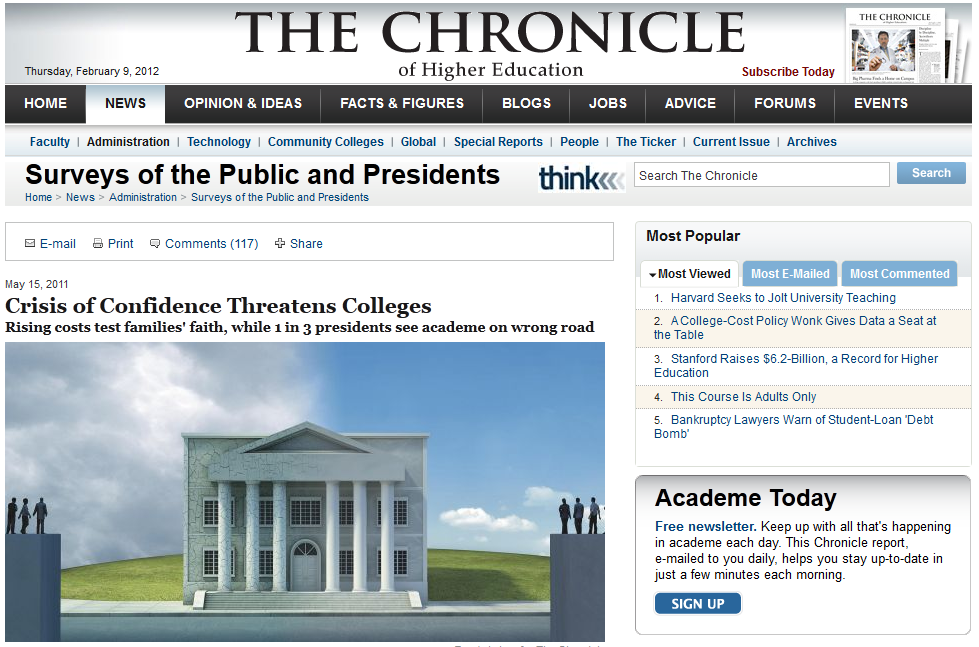 THE CHRONICLE
of Higher Education
Thursday, February 9, 2012
Subscribe Today
THE CHRONICLE
HOME
NEWS
OPINION & IDEAS
FACTS & FIGURES
BLOGS
JOBS
ADVICE
FORUMS
EVENTS
Faculty | Administration | Technology | Community Colleges | Global | Special Reports | People | The Ticker | Current Issue | Archives
Surveys of the Public and Presidents
Home > News > Administration > Surveys of the Public and Presidents
think
Search The Chronicle
Search
E-mail
Print
Comments (117)
Share
May 15, 2011
Crisis of Confidence Threatens Colleges
Rising costs test families' faith, while 1 in 3 presidents see academe on wrong road
Most Popular
Most Viewed
Most E-Mailed
Most Commented
1. Harvard Seeks to Jolt University Teaching
2. A College-Cost Policy Wonk Gives Data a Seat at
the Table
3. Stanford Raises $6.2-Billion, a Record for Higher
Education
4. This Course Is Adults Only
5. Bankruptcy Lawyers Warn of Student-Loan 'Debt
Bomb'
Academe Today
Free newsletter. Keep up with all that's happening
in academe each day. This Chronicle report,
e-mailed to you daily, helps you stay up-to-date in
just a few minutes each morning.
SIGN UP